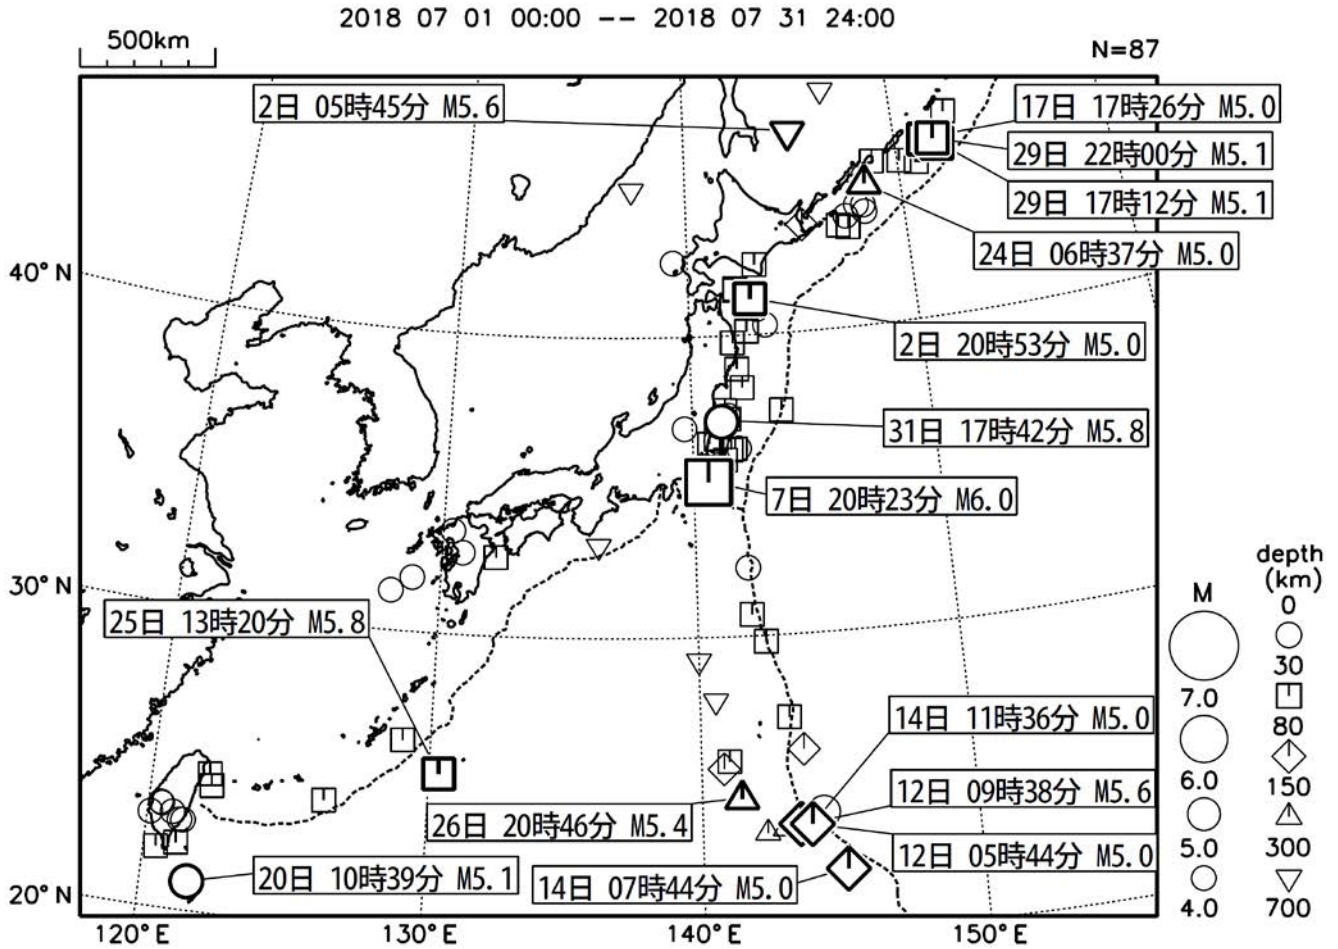 2018 07 01 00:00 -- 2018 07 31 24:00
500km
N=87
2日 05時45分 M5.6
17日 17時26分 M5.0
29日 22時00分 M5.1
29日 17時12分 M5.1
24日 06時37分 M5.0
40°N
2日 20時53分 M5.0
31日 17時42分 M5.8
7日 20時23分 M6.0
30°N
25日 13時20分 M5.8
14日 11時36分 M5.0
12日 09時38分 M5.6
26日 20時46分 M5.4
12日 05時44分 M5.0
20日 10時39分 M5.1
14日 07時44分 M5.0
20°N
120°E
130°E
140°E
150°E
M
7.0
6.0
5.0
4.0
depth
(km)
0
30
80
150
300
700